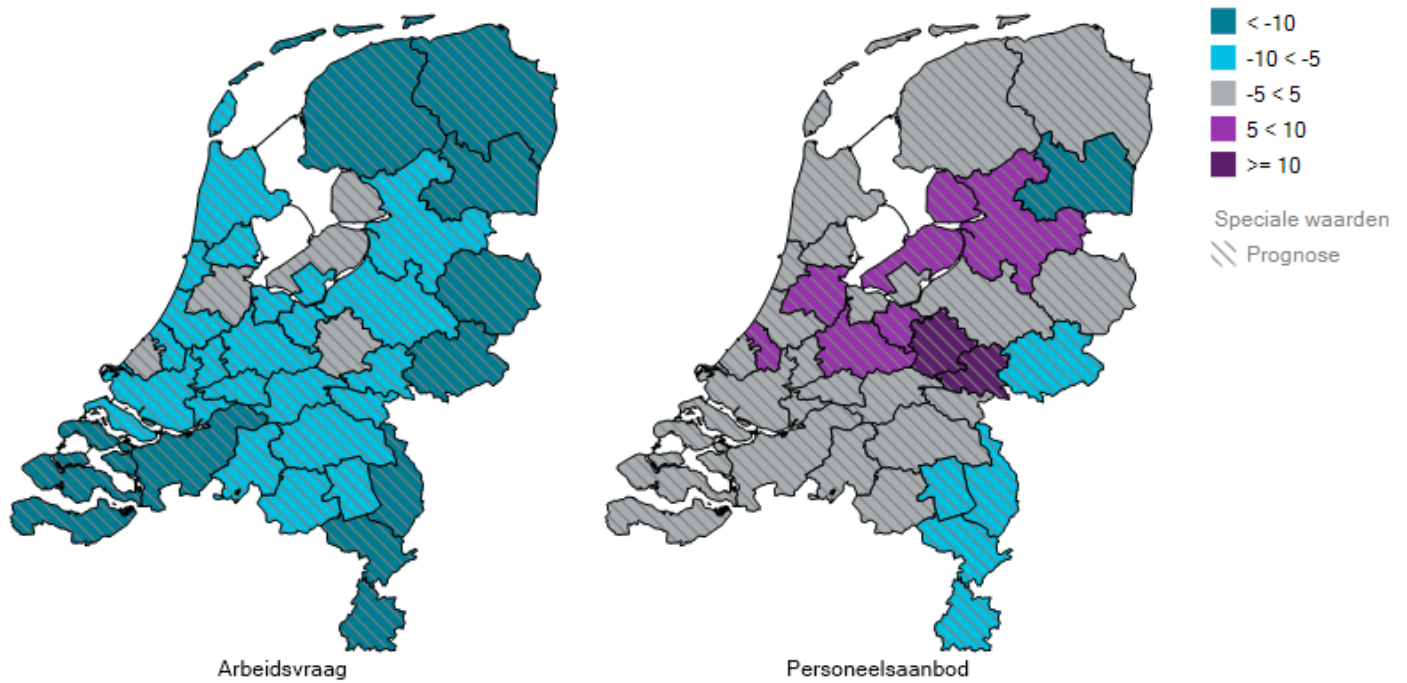 < -10
-10 < -5
-5 < 5
5 < 10
>= 10
Speciale waarden
Prognose
Arbeidsvraag
Personeelsaanbod